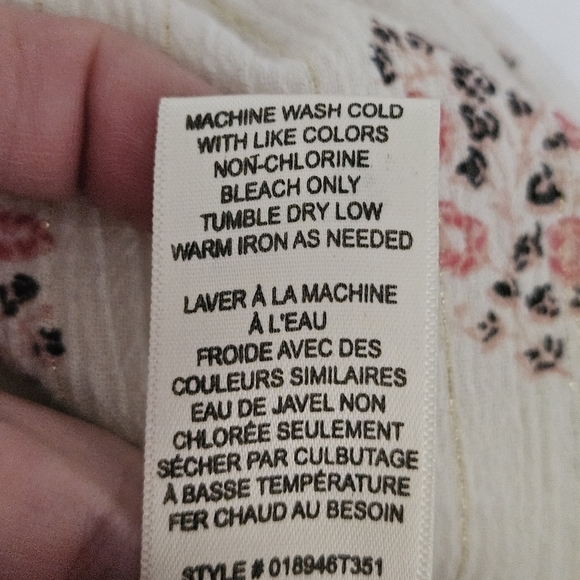 MACHINE WASH COLD
WITH LIKE COLORS
NON-CHLORINE
BLEACH ONLY
TUMBLE DRY LOW
WARM IRON AS NEEDED
LAVER À LA MACHINE
À L'EAU
FROIDE AVEC DES
COULEURS SIMILAIRES
EAU DE JAVEL NON
CHLORÉE SEULEMENT
SÉCHER PAR CULBUTAGE
À BASSE TEMPÉRATURE
FER CHAUD AU BESOIN
STYLE # 018946T351